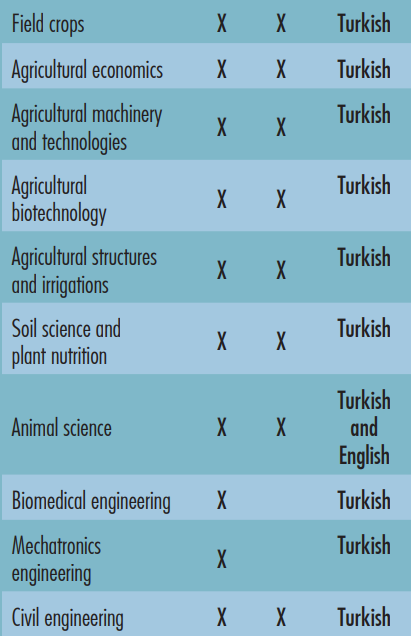 Field crops X X Turkish
Agricultural economics X X Turkish
Agricultural machinery
and technologies X X Turkish
Agricultural
biotechnology X X Turkish
Agricultural structures
and irrigations X X Turkish
Soil science and
plant nutrition X X Turkish
Animal science X X Turkish
and
English
Biomedical engineering X Turkish
Mechatronics
engineering X Turkish
Civil engineering X X Turkish